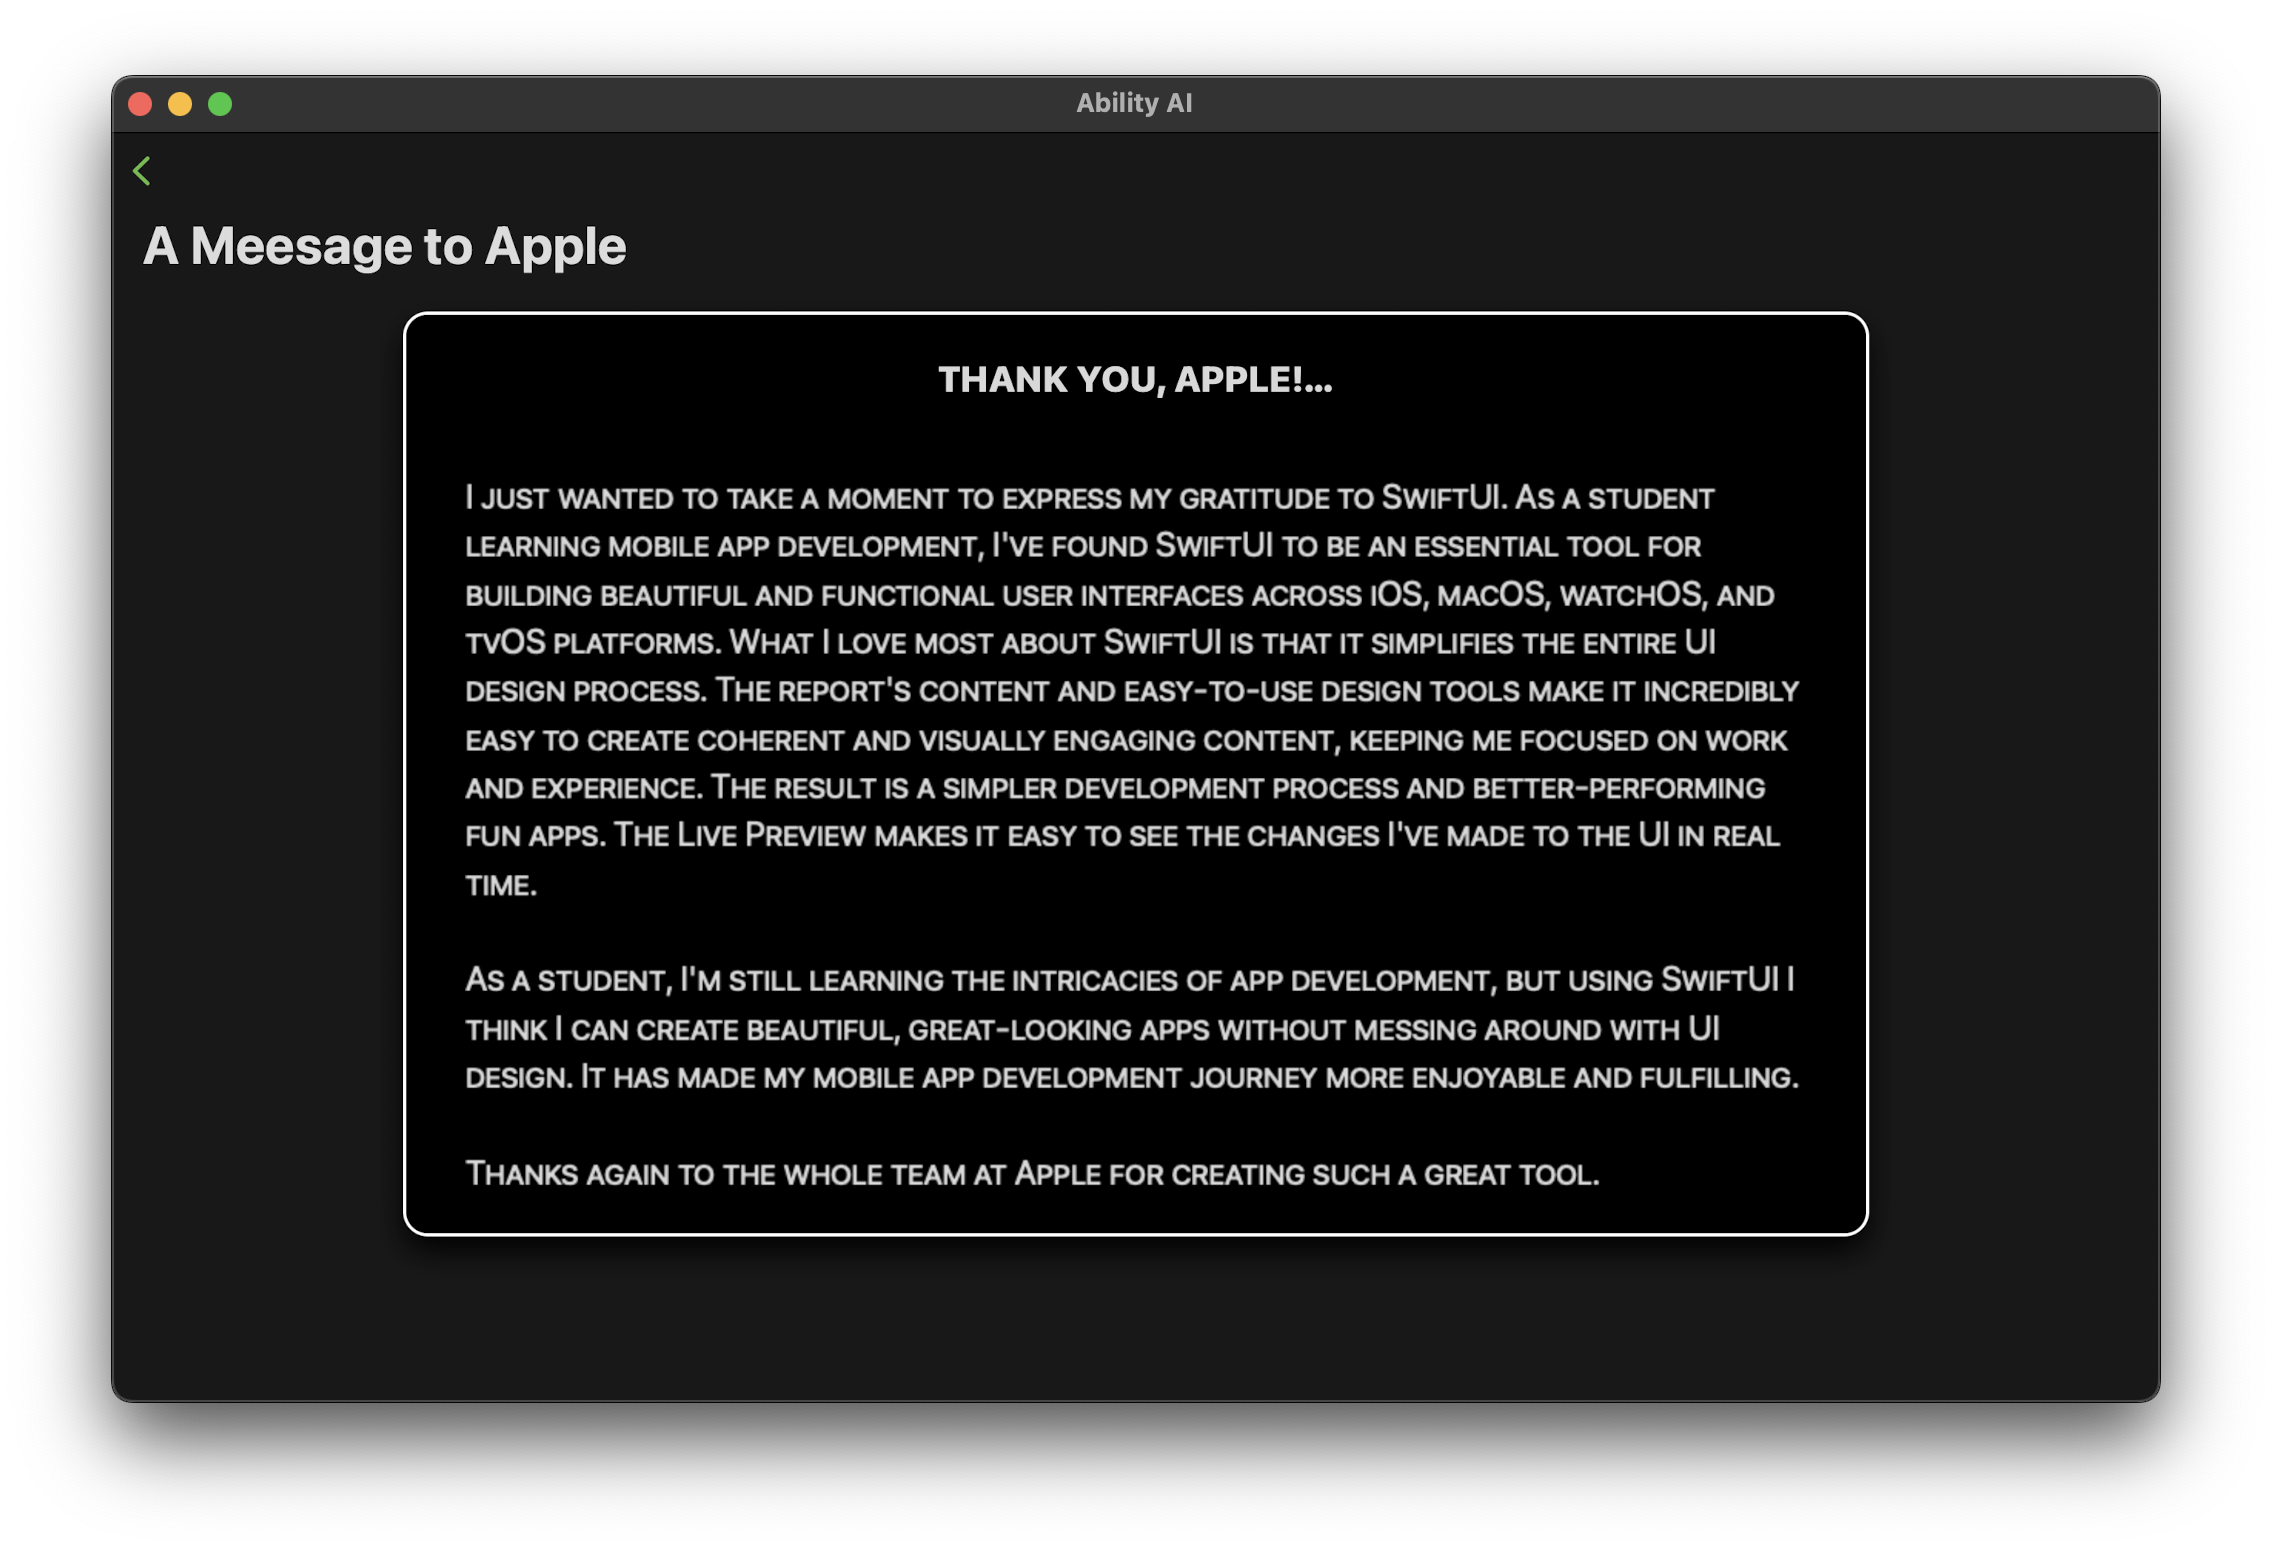 Ability AI
A Meesage to Apple
THANK YOU, APPLE!...
I just wanted to take a moment to express my gratitude to SwiftUI. As a student
learning mobile app development, I've found SwiftUI to be an essential tool for
building beautiful and functional user interfaces across iOS, macOS, watchOS, and
tvOS platforms. What I love most about SwiftUI is that it simplifies the entire UI
design process. The report's content and easy-to-use design tools make it incredibly
easy to create coherent and visually engaging content, keeping me focused on work
and experience. The result is a simpler development process and better-performing
fun apps. The Live Preview makes it easy to see the changes I've made to the UI in real
time.
As a student, I'm still learning the intricacies of app development, but using SwiftUI I
think I can create beautiful, great-looking apps without messing around with UI
design. It has made my mobile app development journey more enjoyable and fulfilling.
Thanks again to the whole team at Apple for creating such a great tool.